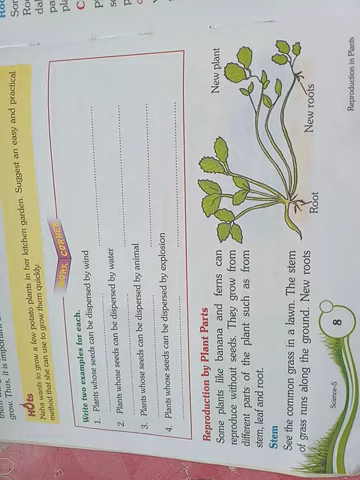 grow. Thus, it is important
HOts
Neha wants to grow a few potato plants in her kitchen garden. Suggest an easy and practical
method that she can use to grow them quickly.
WORK CORNER
Write two examples for each.
1. Plants whose seeds can be dispersed by wind
2. Plants whose seeds can be dispersed by water
3. Plants whose seeds can be dispersed by animal
4. Plants whose seeds can be dispersed by explosion
Reproduction by Plant Parts
Some plants like banana and ferns can
reproduce without seeds. They grow from
different parts of the plant such as from
stem, leaf and root.
New plant
New roots
Root
Stem
See the common grass in a lawn. The stem
of grass runs along the ground. New roots
Science-5
8
Reproduction in Plants